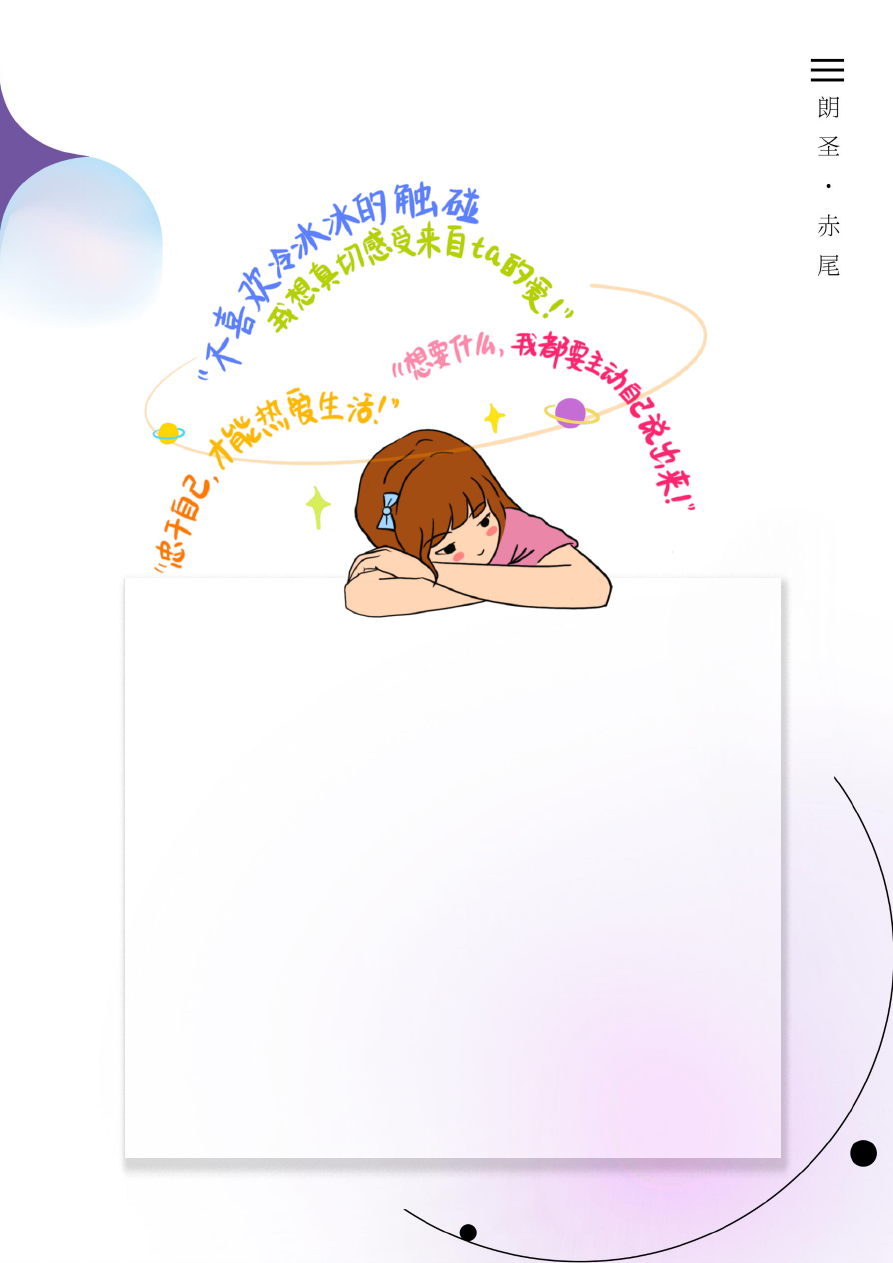 朗圣·赤尾
“不喜欢冷冰冰的触碰
我想真切感受来自ta的爱!”
“想要什么,我都要主动自己说出来!”
“忠于自己,才能热爱生活!”